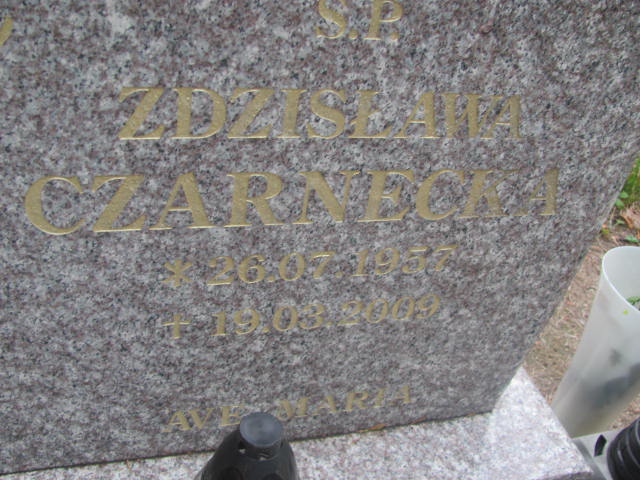 Ś.P.
ZDZISŁAWA
CZARNECKA
* 26.07.1957
+ 19.03.2009
AVE MARIA